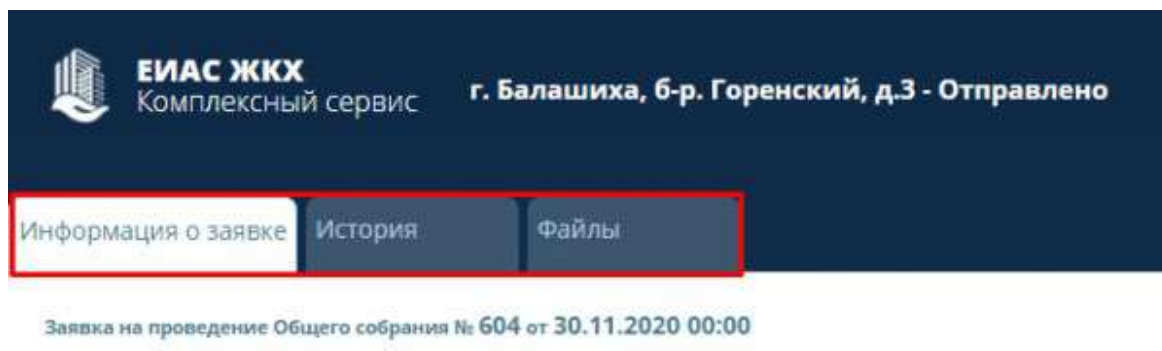 ЕИАС ЖКХ
Комплексный сервис
г. Балашиха, б-р. Горенский, д.3 - Отправлено
Информация о заявке
История
Файлы
Заявка на проведение Общего собрания № 604 от 30.11.2020 00:00